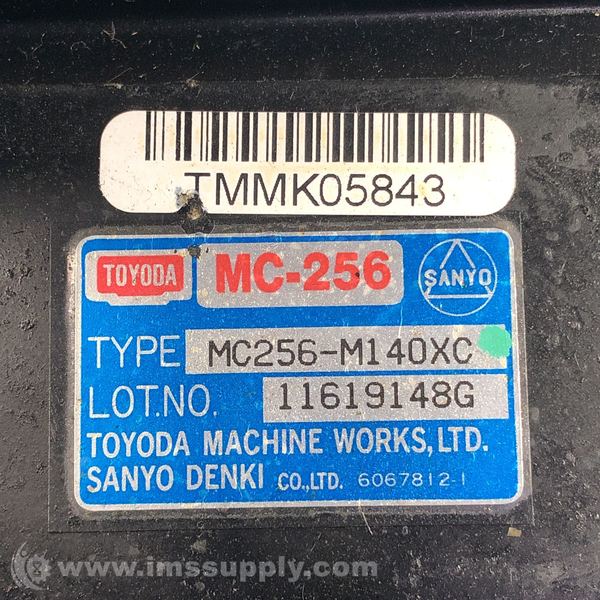 TMMK05843
TOYODA MC-256 SANYO
TYPE MC256-M140XC
LOT.NO. 11619148G
TOYODA MACHINE WORKS,LTD.
SANYO DENKI CO.,LTD. 6067812-1
www.imssupply.com